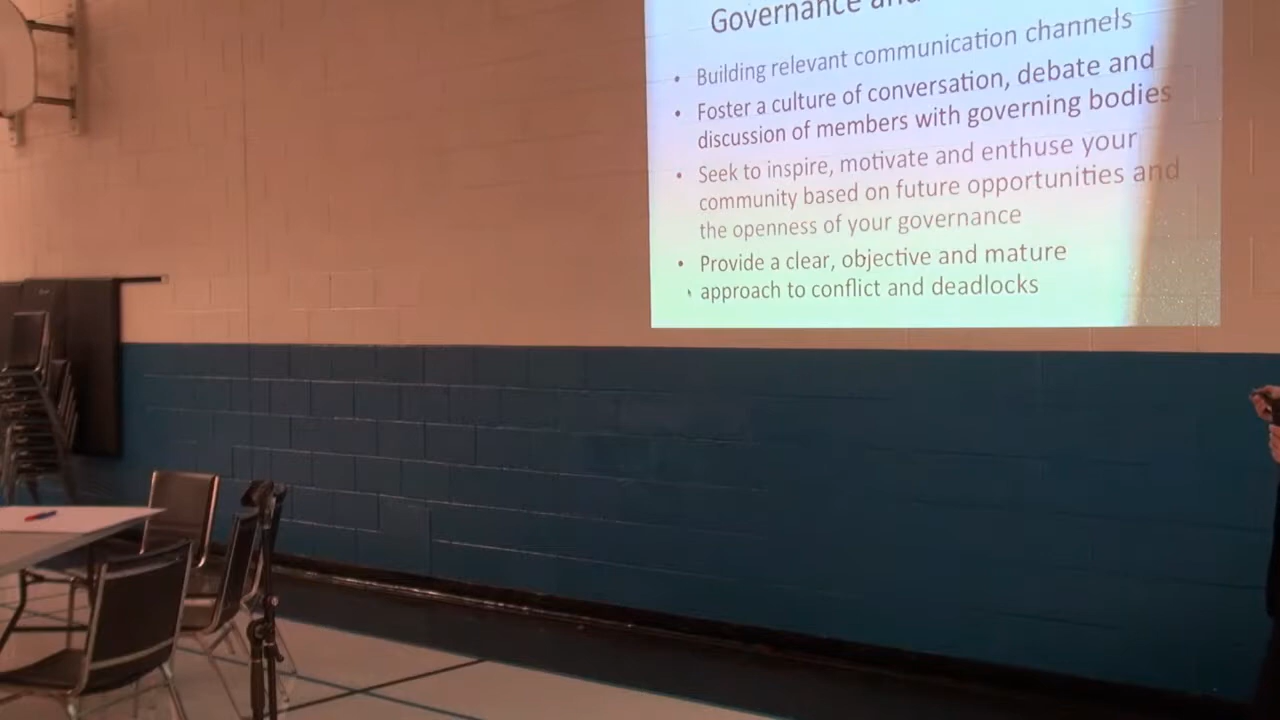 Governance and
• Building relevant communication channels
• Foster a culture of conversation, debate and
discussion of members with governing bodies
• Seek to inspire, motivate and enthuse your
community based on future opportunities and
the openness of your governance
• Provide a clear, objective and mature
approach to conflict and deadlocks